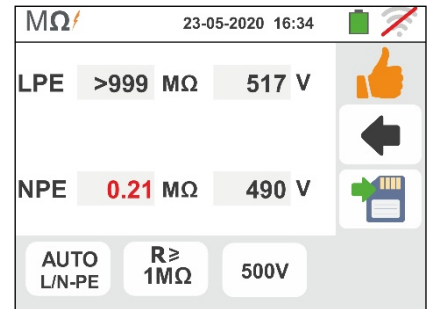 MΩ 23-05-2020 16:34
LPE >999 MΩ 517 V
NPE 0.21 MΩ 490 V
AUTO R≥ 500V
L/N-PE 1MΩ